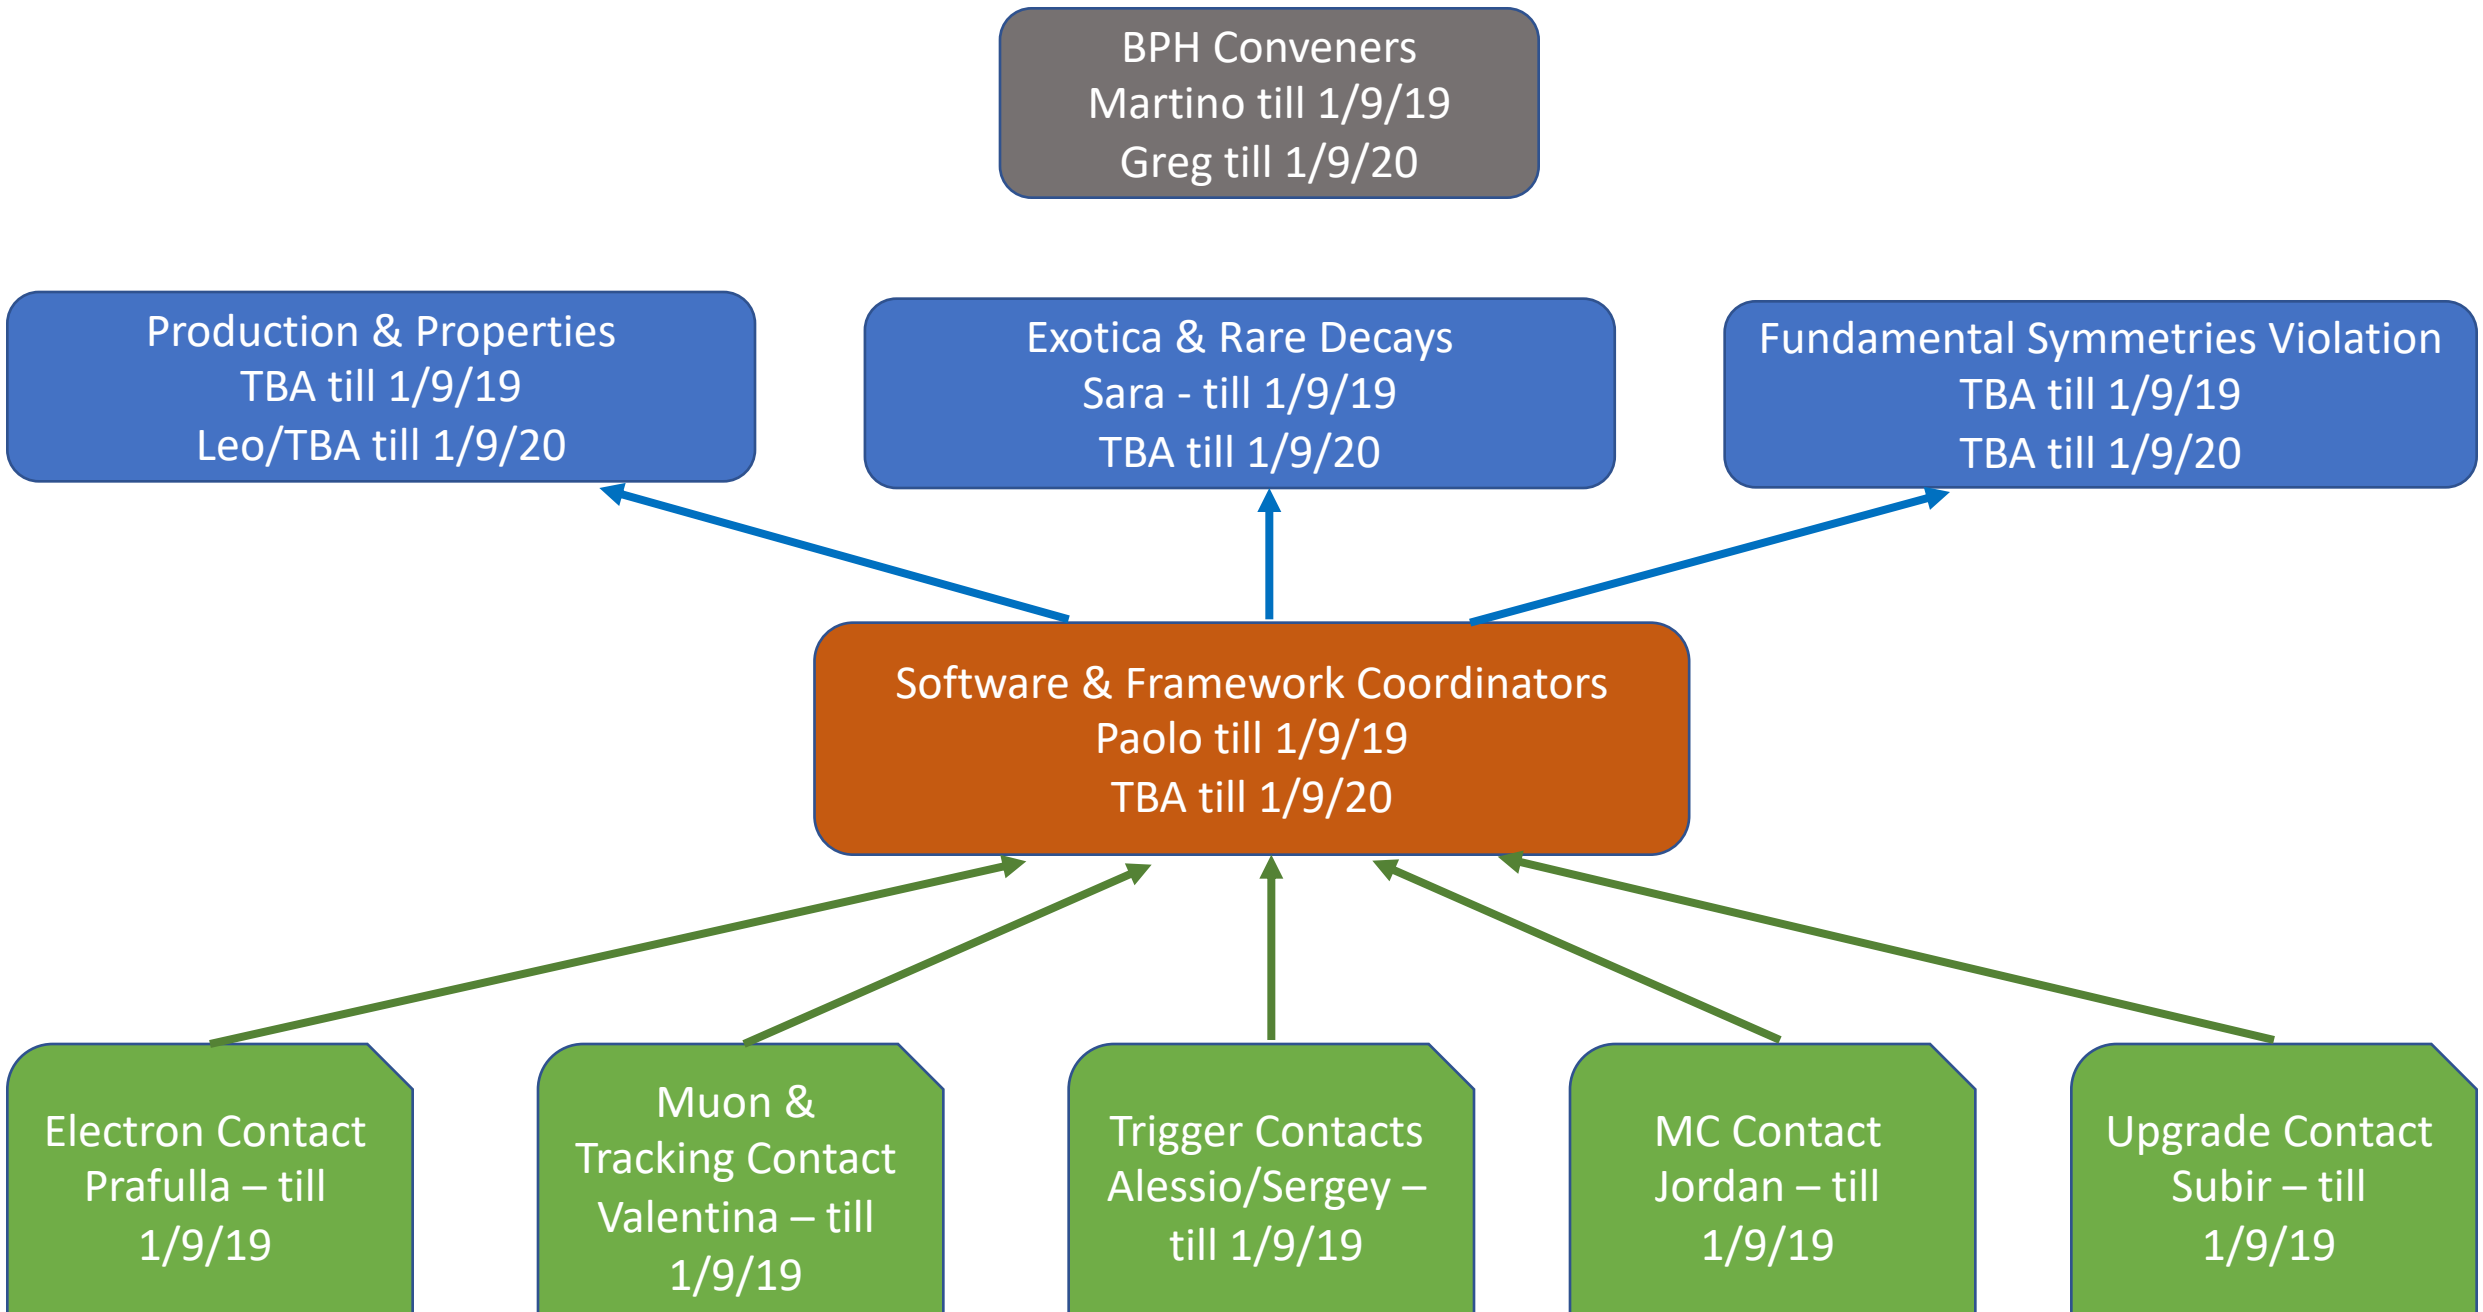 BPH Conveners
Martino till 1/9/19
Greg till 1/9/20
Production & Properties
TBA till 1/9/19
Leo/TBA till 1/9/20
Exotica & Rare Decays
Sara - till 1/9/19
TBA till 1/9/20
Fundamental Symmetries Violation
TBA till 1/9/19
TBA till 1/9/20
Software & Framework Coordinators
Paolo till 1/9/19
TBA till 1/9/20
Electron Contact
Prafulla – till
1/9/19
Muon &
Tracking Contact
Valentina – till
1/9/19
Trigger Contacts
Alessio/Sergey –
till 1/9/19
MC Contact
Jordan – till
1/9/19
Upgrade Contact
Subir – till
1/9/19